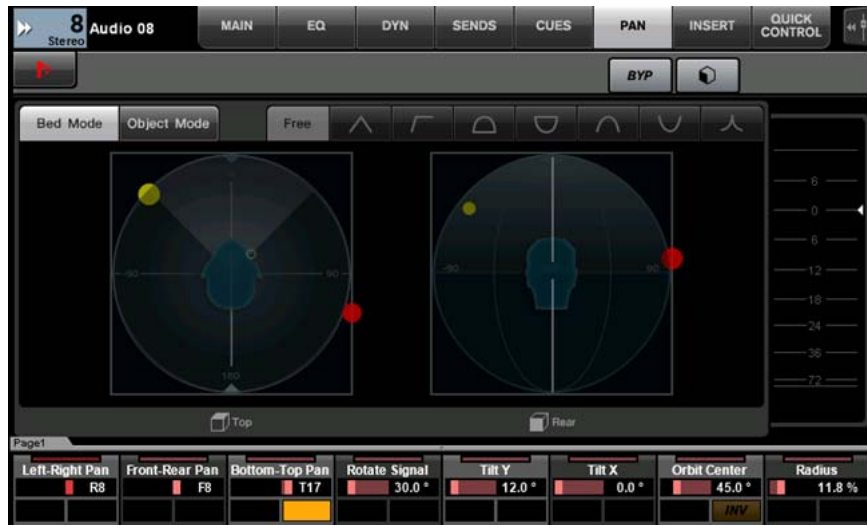 8 Audio 08
Stereo
MAIN EQ DYN SENDS CUES PAN INSERT QUICK CONTROL
BYP
Bed Mode Object Mode Free
0
-90 90
180
-90 90
6
0
6
12
18
24
36
72
Top Rear
Page1
Left-Right Pan Front-Rear Pan Bottom-Top Pan Rotate Signal Tilt Y Tilt X Orbit Center Radius
R8 F8 T17 30.0 ° 12.0 ° 0.0 ° 45.0 ° 11.8 %
INV